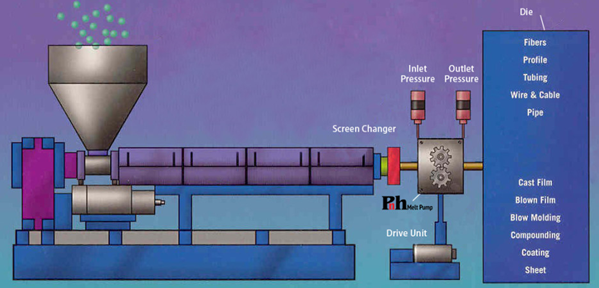 Die
Fibers
Profile
Tubing
Wire & Cable
Pipe
Inlet
Pressure
Outlet
Pressure
Screen Changer
Melt Pump
Drive Unit
Cast Film
Blown Film
Blow Molding
Compounding
Coating
Sheet